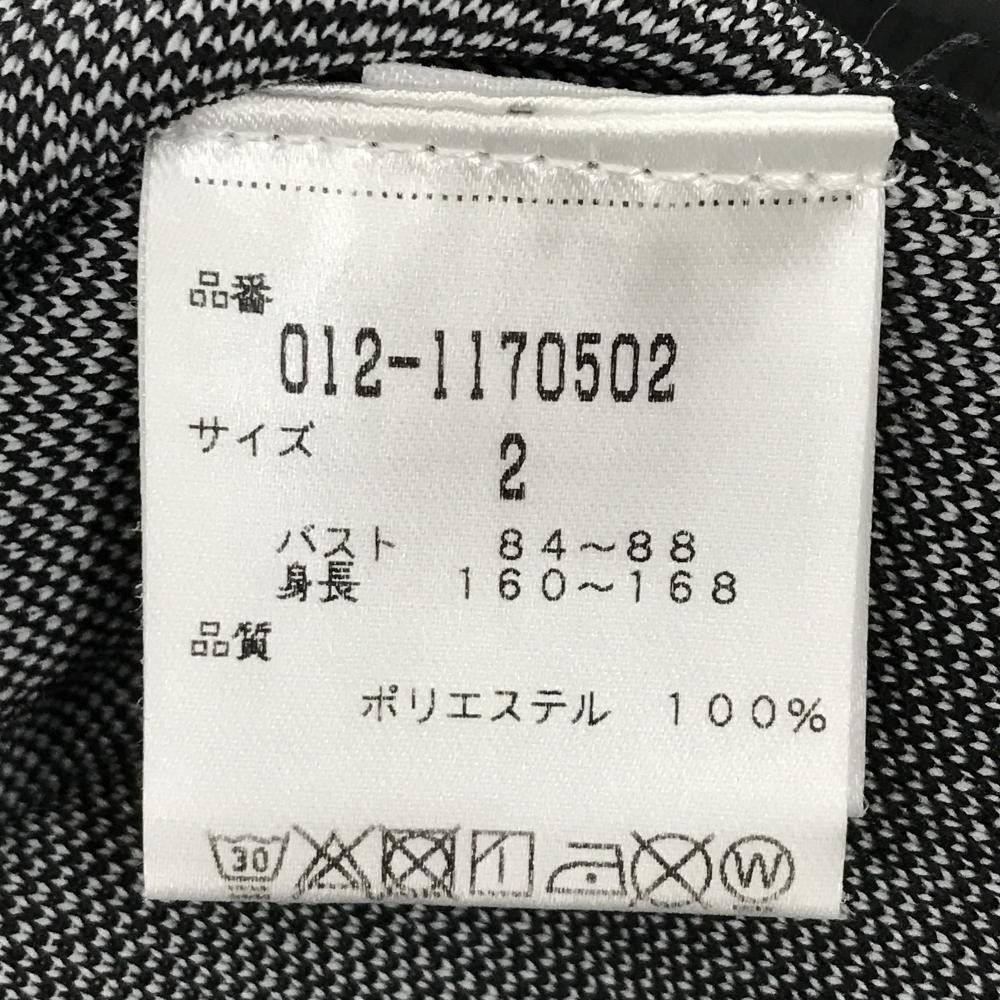 品番
012-1170502
サイズ
2
バスト ８４～８８
身長 １６０～１６８
品質
ポリエステル １００％
30 W